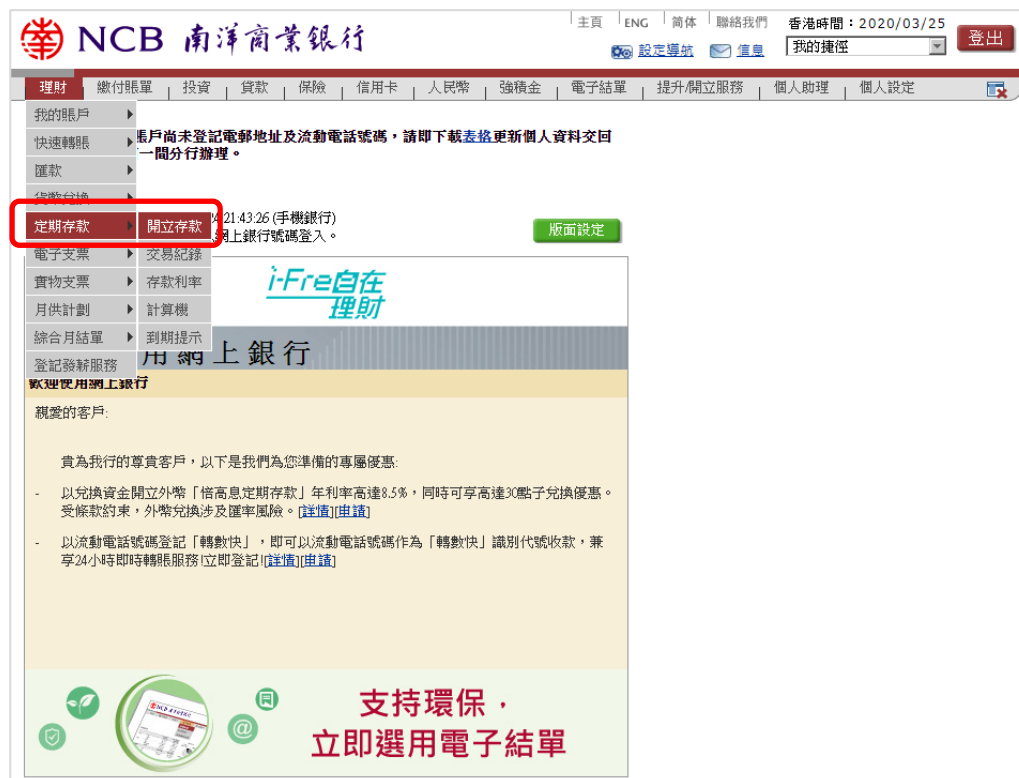 主頁 ENG 简体 聯絡我們 香港時間：2020/03/25
NCB 南洋商業銀行
設定導航 信息 我的捷徑 登出
理財 繳付賬單 投資 貸款 保險 信用卡 人民幣 強積金 電子結單 提升/開立服務 個人助理 個人設定
我的賬戶
快速轉賬
匯款
貨幣兌換
定期存款 開立存款
電子支票 交易紀錄
實物支票 存款利率
月供計劃 計算機
綜合月結單 到期提示
登記發薪服務
賬戶尚未登記電郵地址及流動電話號碼，請即下載表格更新個人資料交回
一間分行辦理。
21:43:26 (手機銀行)
網上銀行號碼登入。
版面設定
i-Free自在
理財
用網上銀行
歡迎使用網上銀行
親愛的客戶:
貴為我行的尊貴客戶，以下是我們為您準備的專屬優惠:
- 以兌換資金開立外幣「倍高息定期存款」年利率高達8.5%，同時可享高達30點子兌換優惠。
受條款約束，外幣兌換涉及匯率風險。[詳情][申請]
- 以流動電話號碼登記「轉數快」，即可以流動電話號碼作為「轉數快」識別代號收款，兼
享24小時即時轉賬服務!立即登記![詳情][申請]
支持環保，
立即選用電子結單